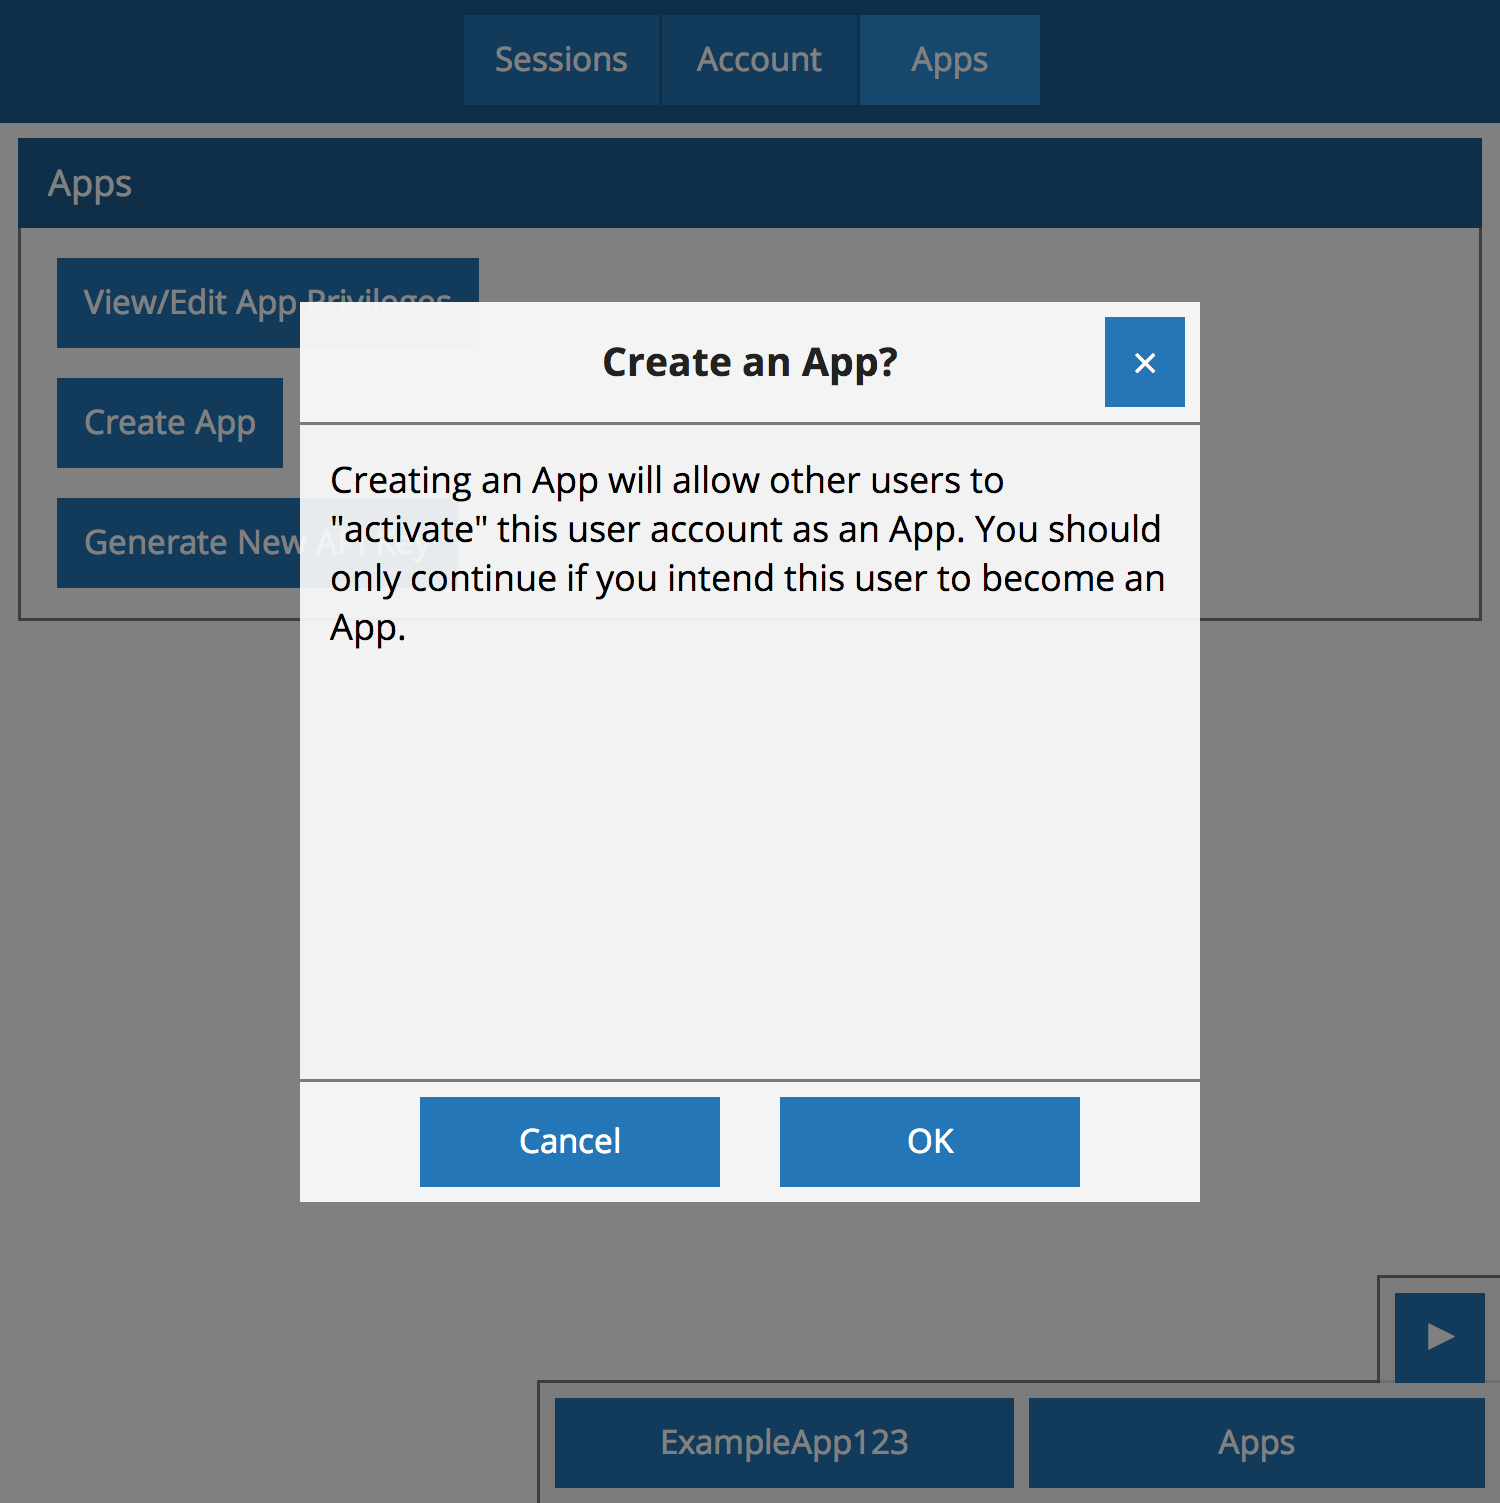 Sessions
Account
Apps
Apps
View/Edit App Privileges
Create App
Generate New API Key
Create an App?
×
Creating an App will allow other users to
"activate" this user account as an App. You should
only continue if you intend this user to become an
App.
Cancel
OK
ExampleApp123
Apps